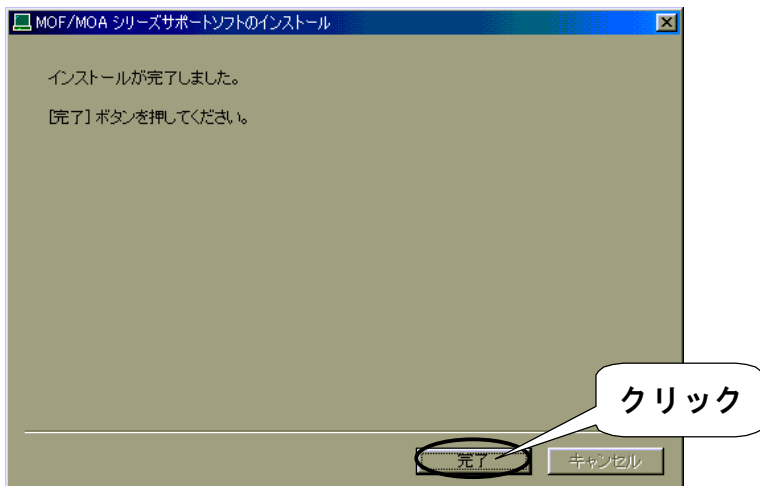 MOF/MOA シリーズサポートソフトのインストール
インストールが完了しました。
[完了] ボタンを押してください。
クリック
完了
キャンセル